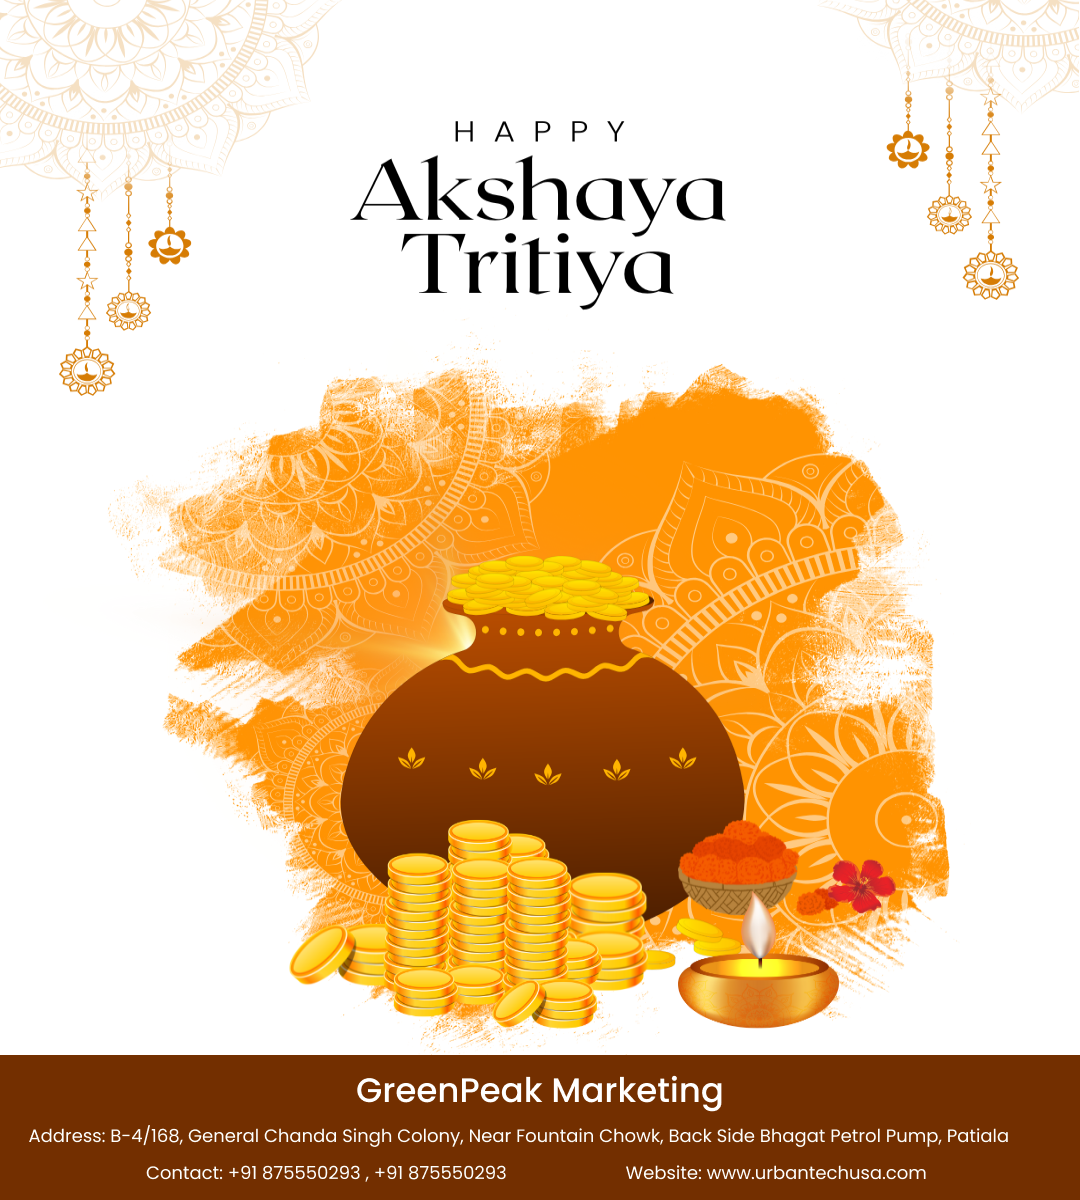 HAPPY
Akshaya
Tritiya
GreenPeak Marketing
Address: B-4/168, General Chanda Singh Colony, Near Fountain Chowk, Back Side Bhagat Petrol Pump, Patiala
Contact: +91 875550293 , +91 875550293 Website: www.urbantechusa.com